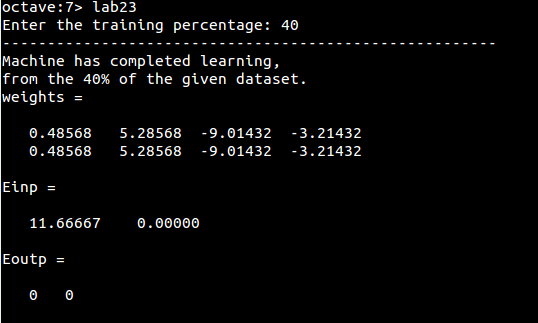 octave:7> lab23
Enter the training percentage: 40
-------------------------------------------------------
Machine has completed learning,
from the 40% of the given dataset.
weights =
0.48568 5.28568 -9.01432 -3.21432
0.48568 5.28568 -9.01432 -3.21432
Einp =
11.66667 0.00000
Eoutp =
0 0